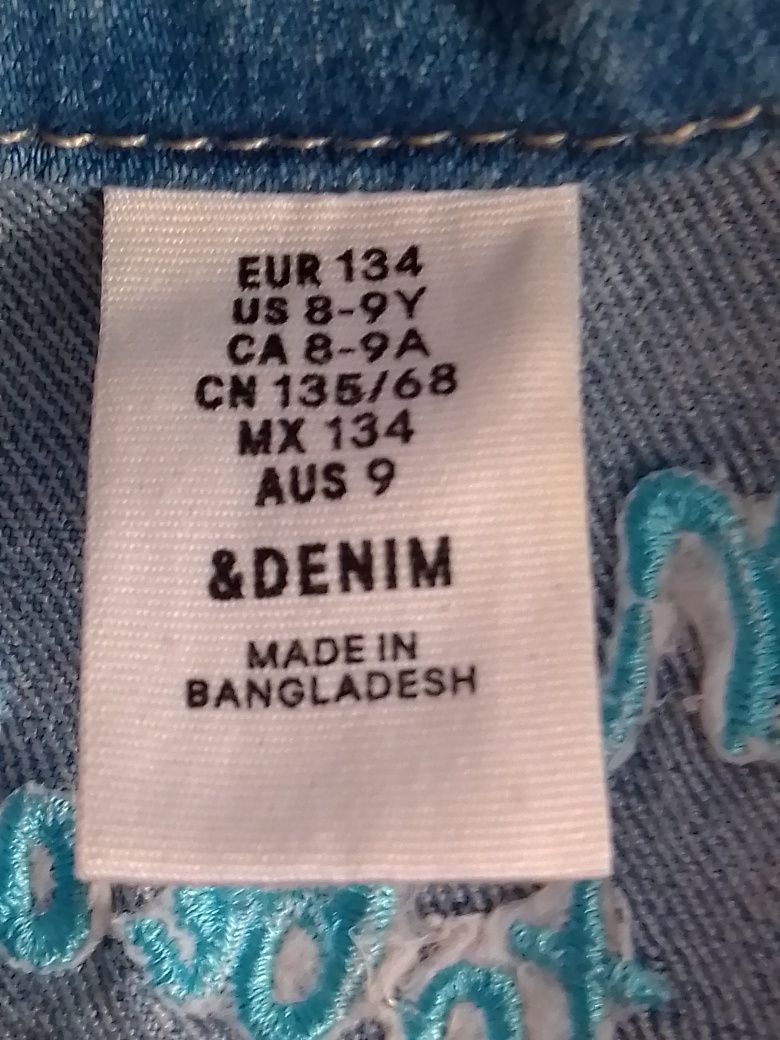 EUR 134
US 8-9Y
CA 8-9A
CN 135/68
MX 134
AUS 9
&DENIM
MADE IN
BANGLADESH